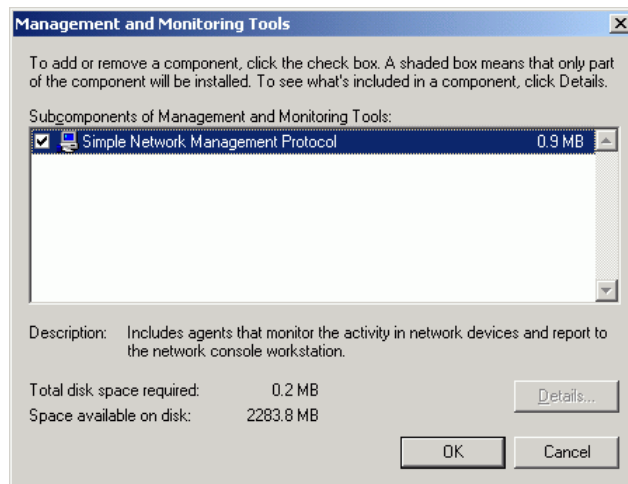 Management and Monitoring Tools
To add or remove a component, click the check box. A shaded box means that only part
of the component will be installed. To see what's included in a component, click Details.
Subcomponents of Management and Monitoring Tools:
Simple Network Management Protocol 0.9 MB
Description: Includes agents that monitor the activity in network devices and report to
the network console workstation.
Total disk space required: 0.2 MB
Details...
Space available on disk: 2283.8 MB
OK Cancel